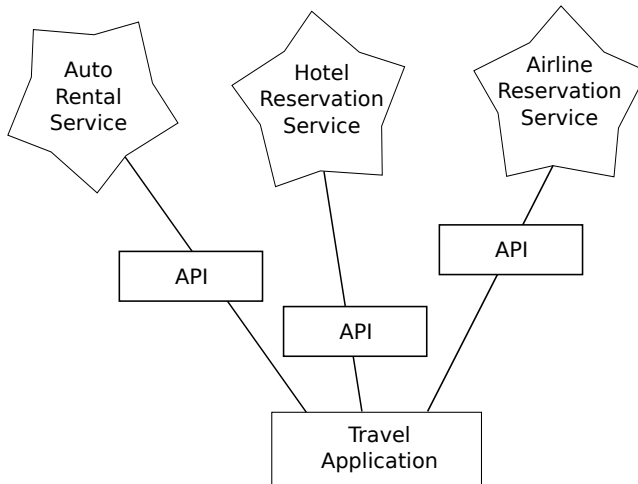 Auto
Rental
Service
Hotel
Reservation
Service
Airline
Reservation
Service
API
API
API
Travel
Application